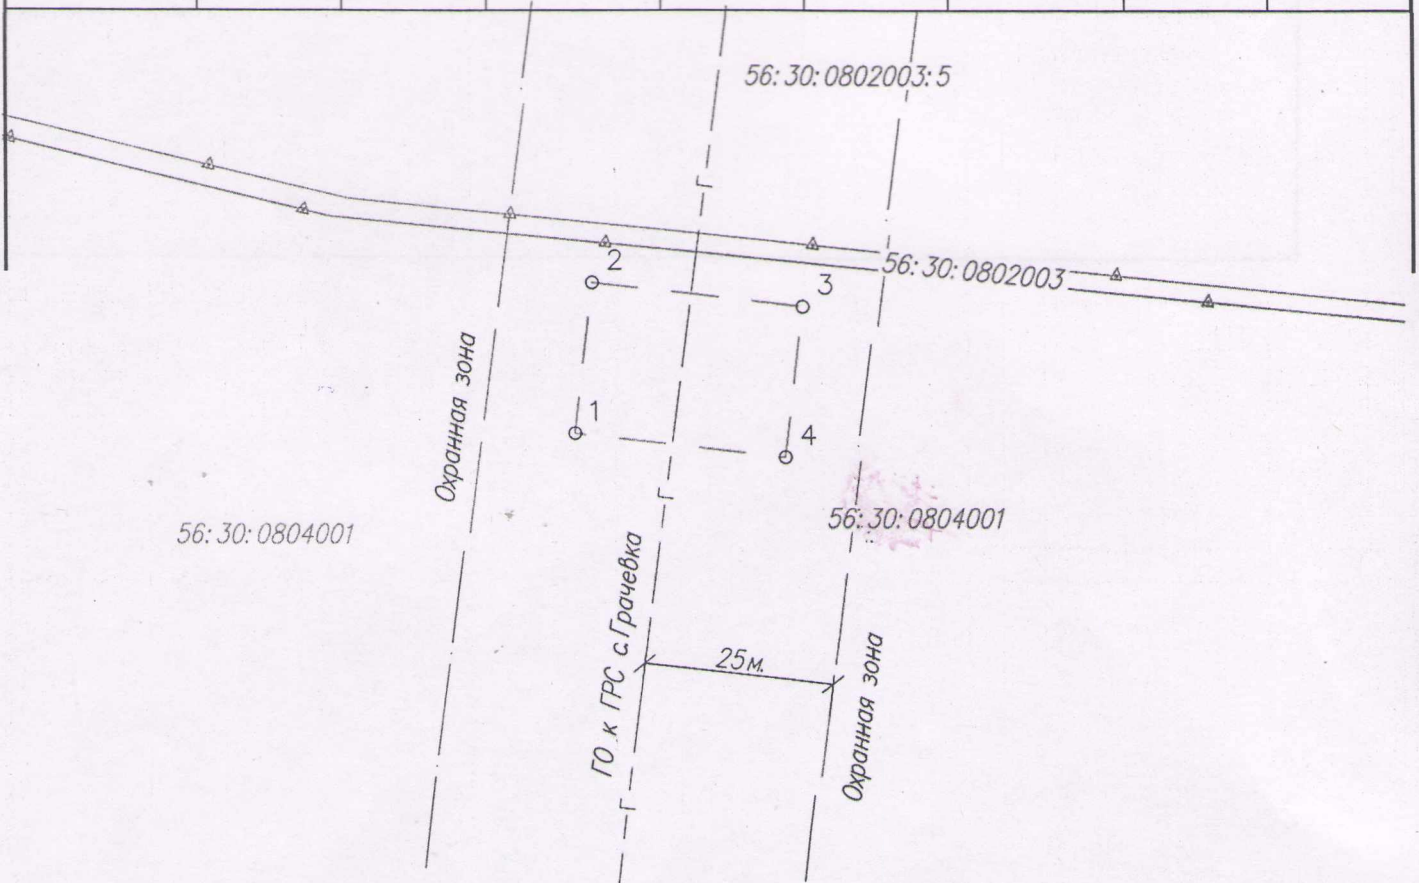 56:30:0802003:5
56:30:0802003
2
3
Охранная зона
1
4
56:30:0804001
56:30:0804001
ГО к ГРС с.Грачевка
25м.
Охранная зона
Г
Г
Г